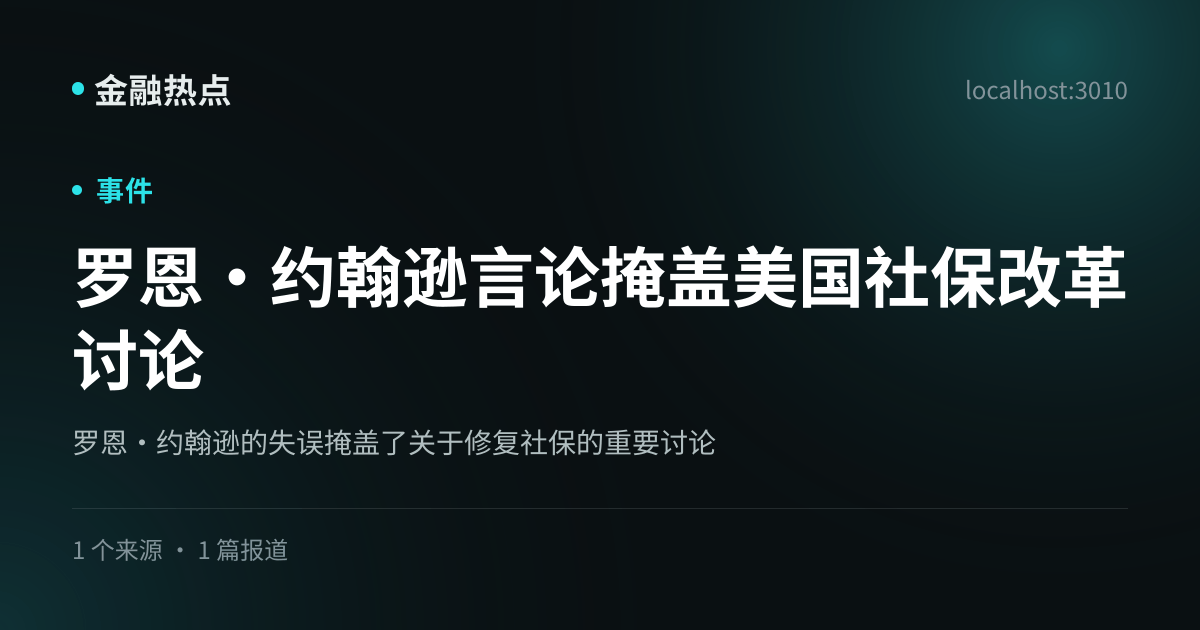 金融热点
localhost:3010
事件
罗恩·约翰逊言论掩盖美国社保改革
讨论
罗恩·约翰逊的失误掩盖了关于修复社保的重要讨论
1 个来源 · 1 篇报道